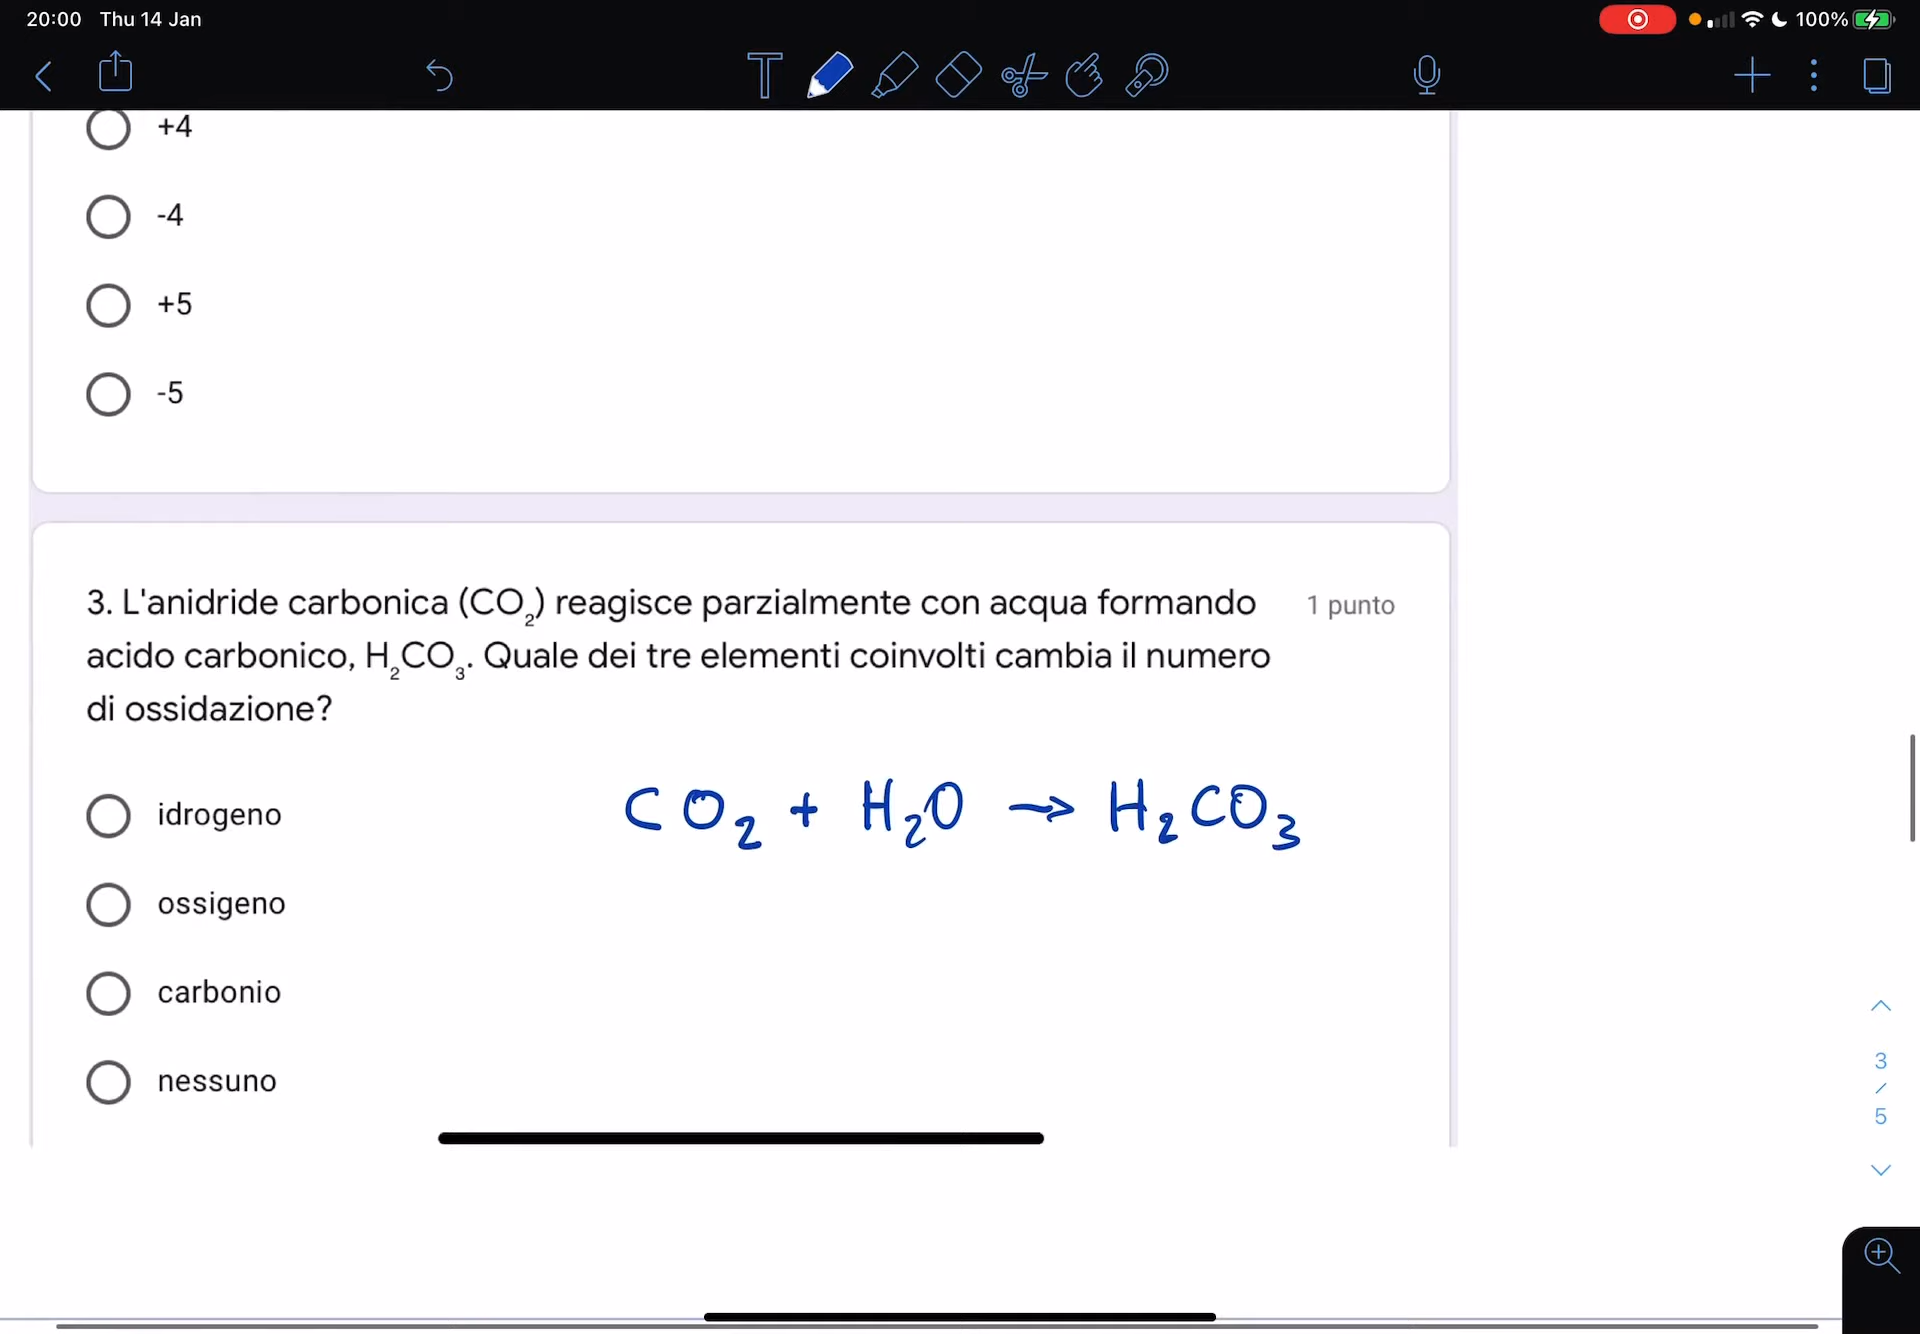 20:00 Thu 14 Jan 100%
T
+4
-4
+5
-5
3. L'anidride carbonica (CO₂) reagisce parzialmente con acqua formando 1 punto
acido carbonico, H₂CO₃. Quale dei tre elementi coinvolti cambia il numero
di ossidazione?
CO₂ + H₂O → H₂CO₃
idrogeno
ossigeno
carbonio
nessuno
3
/
5